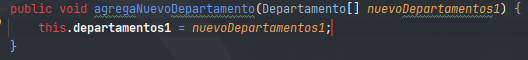 public void agregaNuevoDepartamento(Departamento[] nuevoDepartamentos1) {
this.departamentos1 = nuevoDepartamentos1;
}